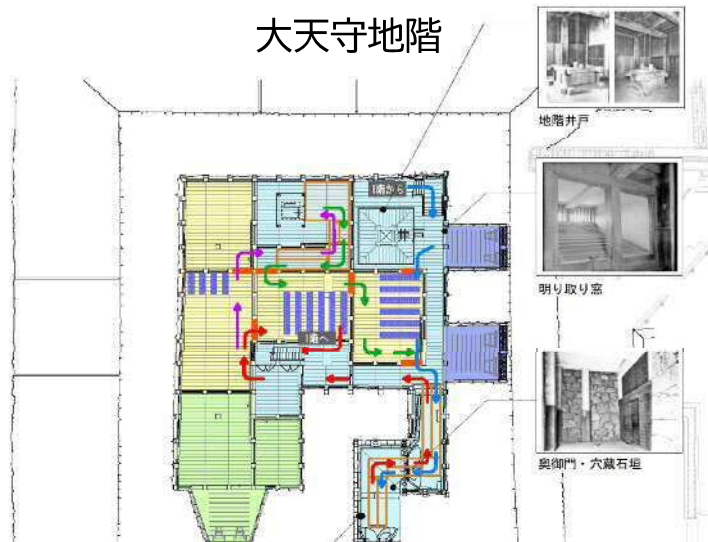 大天守地階
地階井戸
1階から
井戸
明り取り窓
1階へ
奥御門・穴蔵石垣